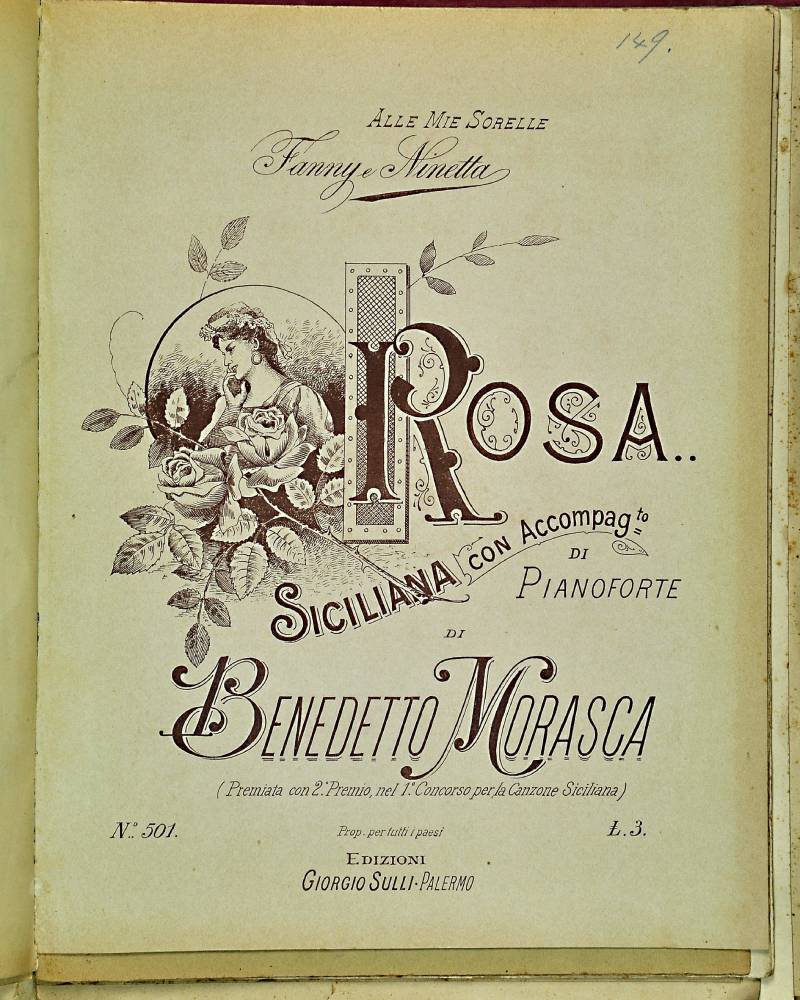 149.
ALLE MIE SORELLE
Fanny e Ninetta
ROSA..
SICILIANA CON ACCOMPAG.to
DI
PIANOFORTE
DI
BENEDETTO MORASCA
(Premiata con 2.° Premio, nel 1.° Concorso per la Canzone Siciliana)
N.° 501.
Prop. per tutti i paesi
Ł.3.
EDIZIONI
GIORGIO SULLI·PALERMO